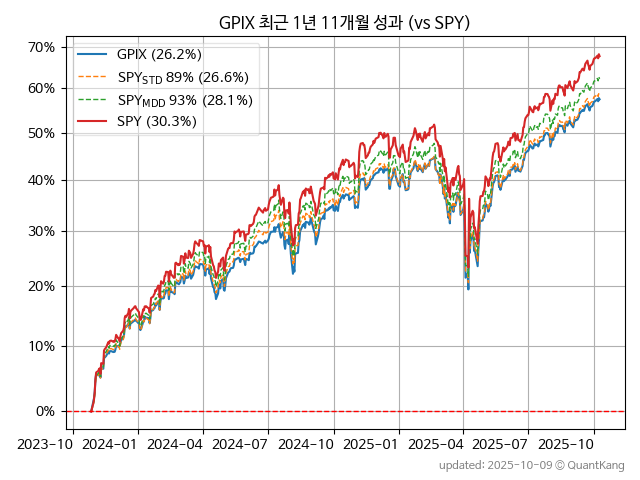 GPIX 최근 1년 11개월 성과 (vs SPY)
70%
60%
50%
40%
30%
20%
10%
0%
GPIX (26.2%)
SPY_STD 89% (26.6%)
SPY_MDD 93% (28.1%)
SPY (30.3%)
2023-10 2024-01 2024-04 2024-07 2024-10 2025-01 2025-04 2025-07 2025-10
updated: 2025-10-09 © QuantKang